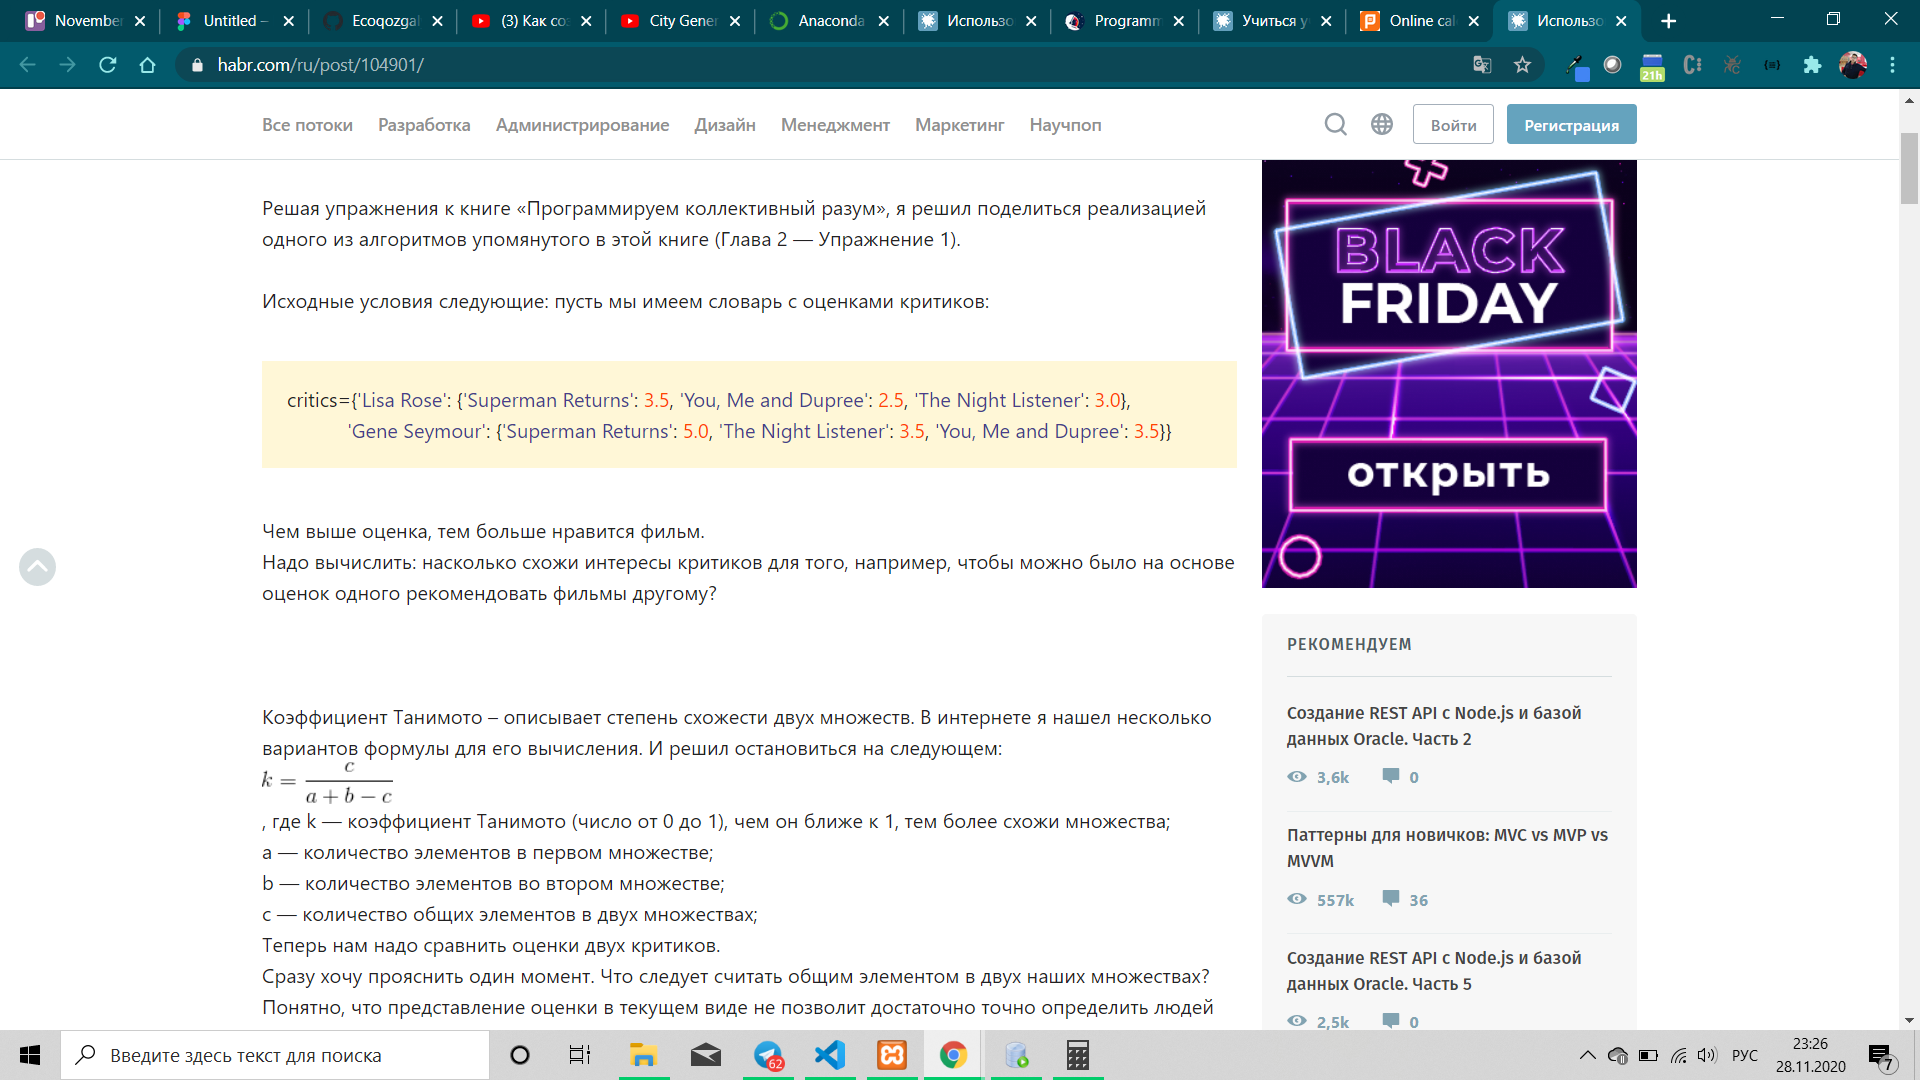 November
Untitled –
Ecoqozgal
(3) Как со
City Gener
Anaconda
Использо
Programm
Учиться у
Online cal
Использо
habr.com/ru/post/104901/
21h
Все потоки Разработка Администрирование Дизайн Менеджмент Маркетинг Научпоп
Войти
Регистрация
Решая упражнения к книге «Программируем коллективный разум», я решил поделиться реализацией
одного из алгоритмов упомянутого в этой книге (Глава 2 — Упражнение 1).
Исходные условия следующие: пусть мы имеем словарь с оценками критиков:
critics={'Lisa Rose': {'Superman Returns': 3.5, 'You, Me and Dupree': 2.5, 'The Night Listener': 3.0},
'Gene Seymour': {'Superman Returns': 5.0, 'The Night Listener': 3.5, 'You, Me and Dupree': 3.5}}
Чем выше оценка, тем больше нравится фильм.
Надо вычислить: насколько схожи интересы критиков для того, например, чтобы можно было на основе
оценок одного рекомендовать фильмы другому?
Коэффициент Танимото – описывает степень схожести двух множеств. В интернете я нашел несколько
вариантов формулы для его вычисления. И решил остановиться на следующем:
k = c / (a + b − c)
, где k — коэффициент Танимото (число от 0 до 1), чем он ближе к 1, тем более схожи множества;
a — количество элементов в первом множестве;
b — количество элементов во втором множестве;
c — количество общих элементов в двух множествах;
Теперь нам надо сравнить оценки двух критиков.
Сразу хочу прояснить один момент. Что следует считать общим элементом в двух наших множествах?
Понятно, что представление оценки в текущем виде не позволит достаточно точно определить людей
BLACK
FRIDAY
открыть
РЕКОМЕНДУЕМ
Создание REST API с Node.js и базой
данных Oracle. Часть 2
3,6k 0
Паттерны для новичков: MVC vs MVP vs
MVVM
557k 36
Создание REST API с Node.js и базой
данных Oracle. Часть 5
2,5k 0
Введите здесь текст для поиска
62
РУС
23:26
28.11.2020
7